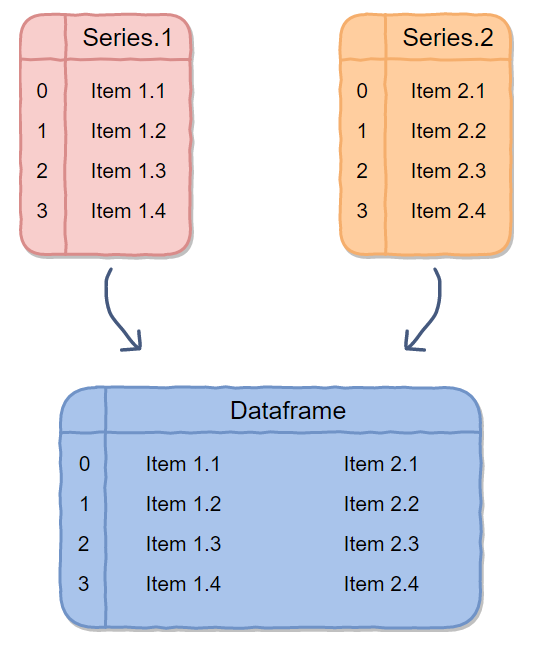 Series.1
0 Item 1.1
1 Item 1.2
2 Item 1.3
3 Item 1.4
Series.2
0 Item 2.1
1 Item 2.2
2 Item 2.3
3 Item 2.4
Dataframe
0 Item 1.1 Item 2.1
1 Item 1.2 Item 2.2
2 Item 1.3 Item 2.3
3 Item 1.4 Item 2.4